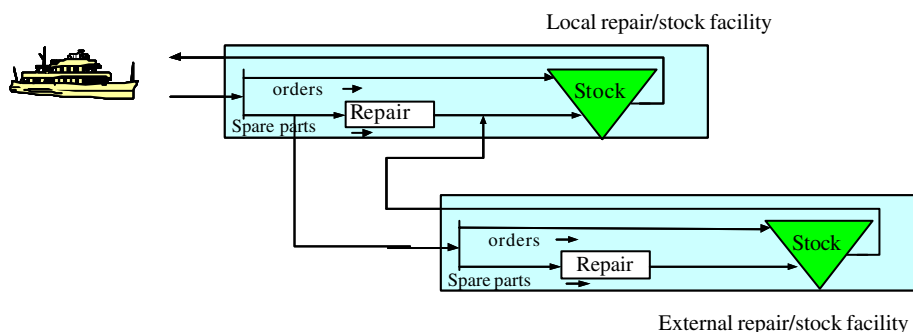 Local repair/stock facility
orders
Stock
Repair
Spare parts
orders
Stock
Repair
Spare parts
External repair/stock facility